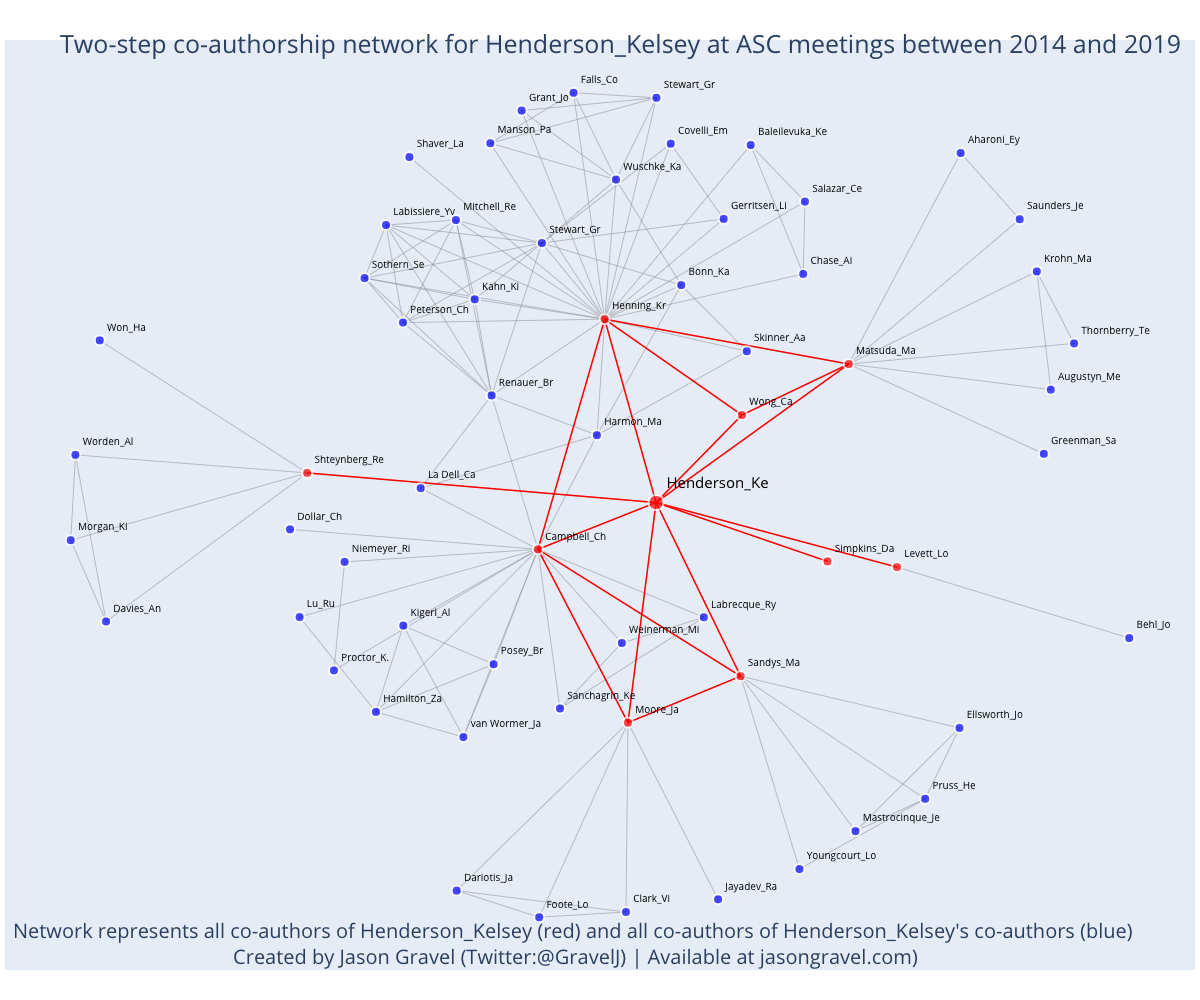 Two-step co-authorship network for Henderson_Kelsey at ASC meetings between 2014 and 2019
Falls_Co
Stewart_Gr
Grant_Jo
Manson_Pa
Covelli_Em
Baleilevuka_Ke
Shaver_La
Aharoni_Ey
Wuschke_Ka
Salazar_Ce
Labissiere_Yv
Mitchell_Re
Gerritsen_Li
Saunders_Je
Stewart_Gr
Sothern_Se
Kahn_Ki
Bonn_Ka
Chase_Ai
Krohn_Ma
Peterson_Ch
Henning_Kr
Won_Ha
Skinner_Aa
Matsuda_Ma
Thornberry_Te
Renauer_Br
Augustyn_Me
Wong_Ca
Harmon_Ma
Worden_Al
Greenman_Sa
Shteynberg_Re
La Dell_Ca
Henderson_Ke
Dollar_Ch
Morgan_Ki
Campbell_Ch
Niemeyer_Ri
Simpkins_Da
Levett_Lo
Davies_An
Lu_Ru
Kigerl_Al
Labrecque_Ry
Weinerman_Mi
Behl_Jo
Proctor_K.
Posey_Br
Sandys_Ma
Hamilton_Za
Sanchagrin_Ke
Moore_Ja
van Wormer_Ja
Ellsworth_Jo
Pruss_He
Mastrocinque_Je
Youngcourt_Lo
Dariotis_Ja
Jayadev_Ra
Foote_Lo
Clark_Vi
Network represents all co-authors of Henderson_Kelsey (red) and all co-authors of Henderson_Kelsey's co-authors (blue)
Created by Jason Gravel (Twitter:@GravelJ) | Available at jasongravel.com)